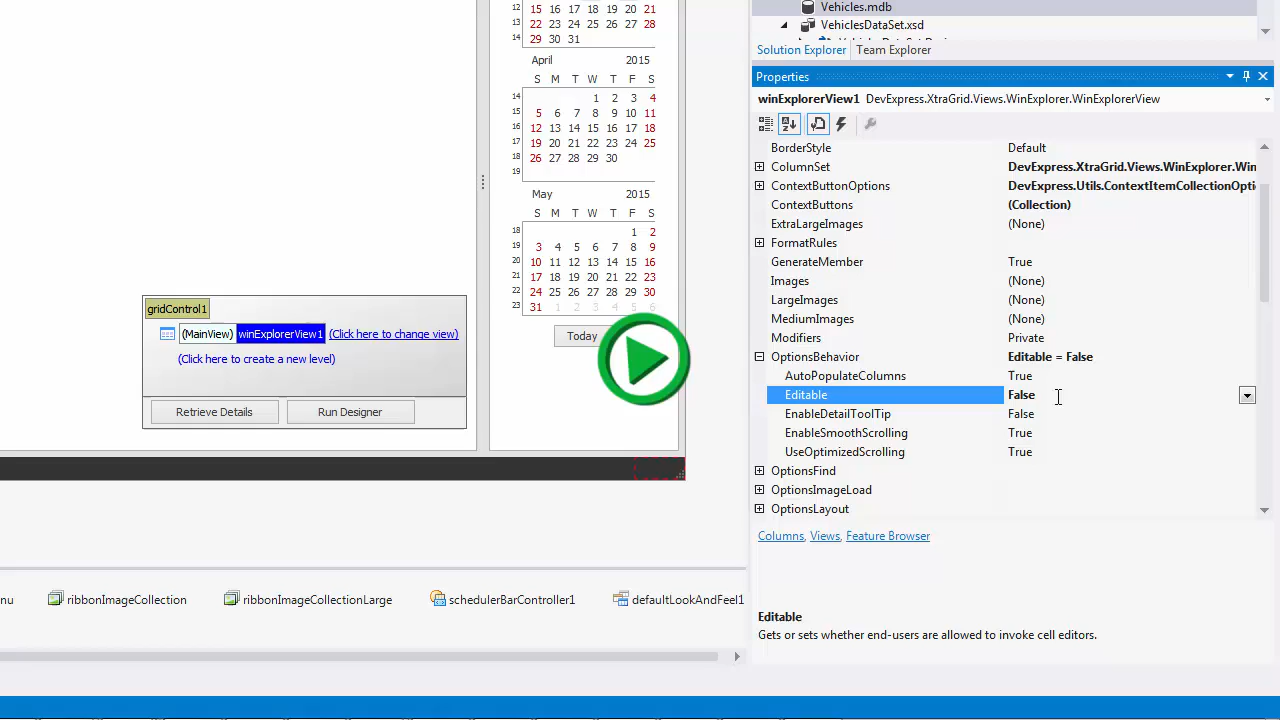 12 15 16 17 18 19 20 21
13 22 23 24 25 26 27 28
14 29 30 31
April 2015
S M T W T F S
14 1 2 3 4
15 5 6 7 8 9 10 11
16 12 13 14 15 16 17 18
17 19 20 21 22 23 24 25
18 26 27 28 29 30
19
May 2015
S M T W T F S
18 1 2
19 3 4 5 6 7 8 9
20 10 11 12 13 14 15 16
21 17 18 19 20 21 22 23
22 24 25 26 27 28 29 30
23 31 1 2 3 4 5 6
Today
gridControl1
(MainView) winExplorerView1 (Click here to change view)
(Click here to create a new level)
Retrieve Details Run Designer
nu ribbonImageCollection ribbonImageCollectionLarge schedulerBarController1 defaultLookAndFeel1
Vehicles.mdb
VehiclesDataSet.xsd
Solution Explorer Team Explorer
Properties
winExplorerView1 DevExpress.XtraGrid.Views.WinExplorer.WinExplorerView
BorderStyle Default
ColumnSet DevExpress.XtraGrid.Views.WinExplorer.Win
ContextButtonOptions DevExpress.Utils.ContextItemCollectionOpti
ContextButtons (Collection)
ExtraLargeImages (None)
FormatRules
GenerateMember True
Images (None)
LargeImages (None)
MediumImages (None)
Modifiers Private
OptionsBehavior Editable = False
AutoPopulateColumns True
Editable False
EnableDetailToolTip False
EnableSmoothScrolling True
UseOptimizedScrolling True
OptionsFind
OptionsImageLoad
OptionsLayout
Columns, Views, Feature Browser
Editable
Gets or sets whether end-users are allowed to invoke cell editors.